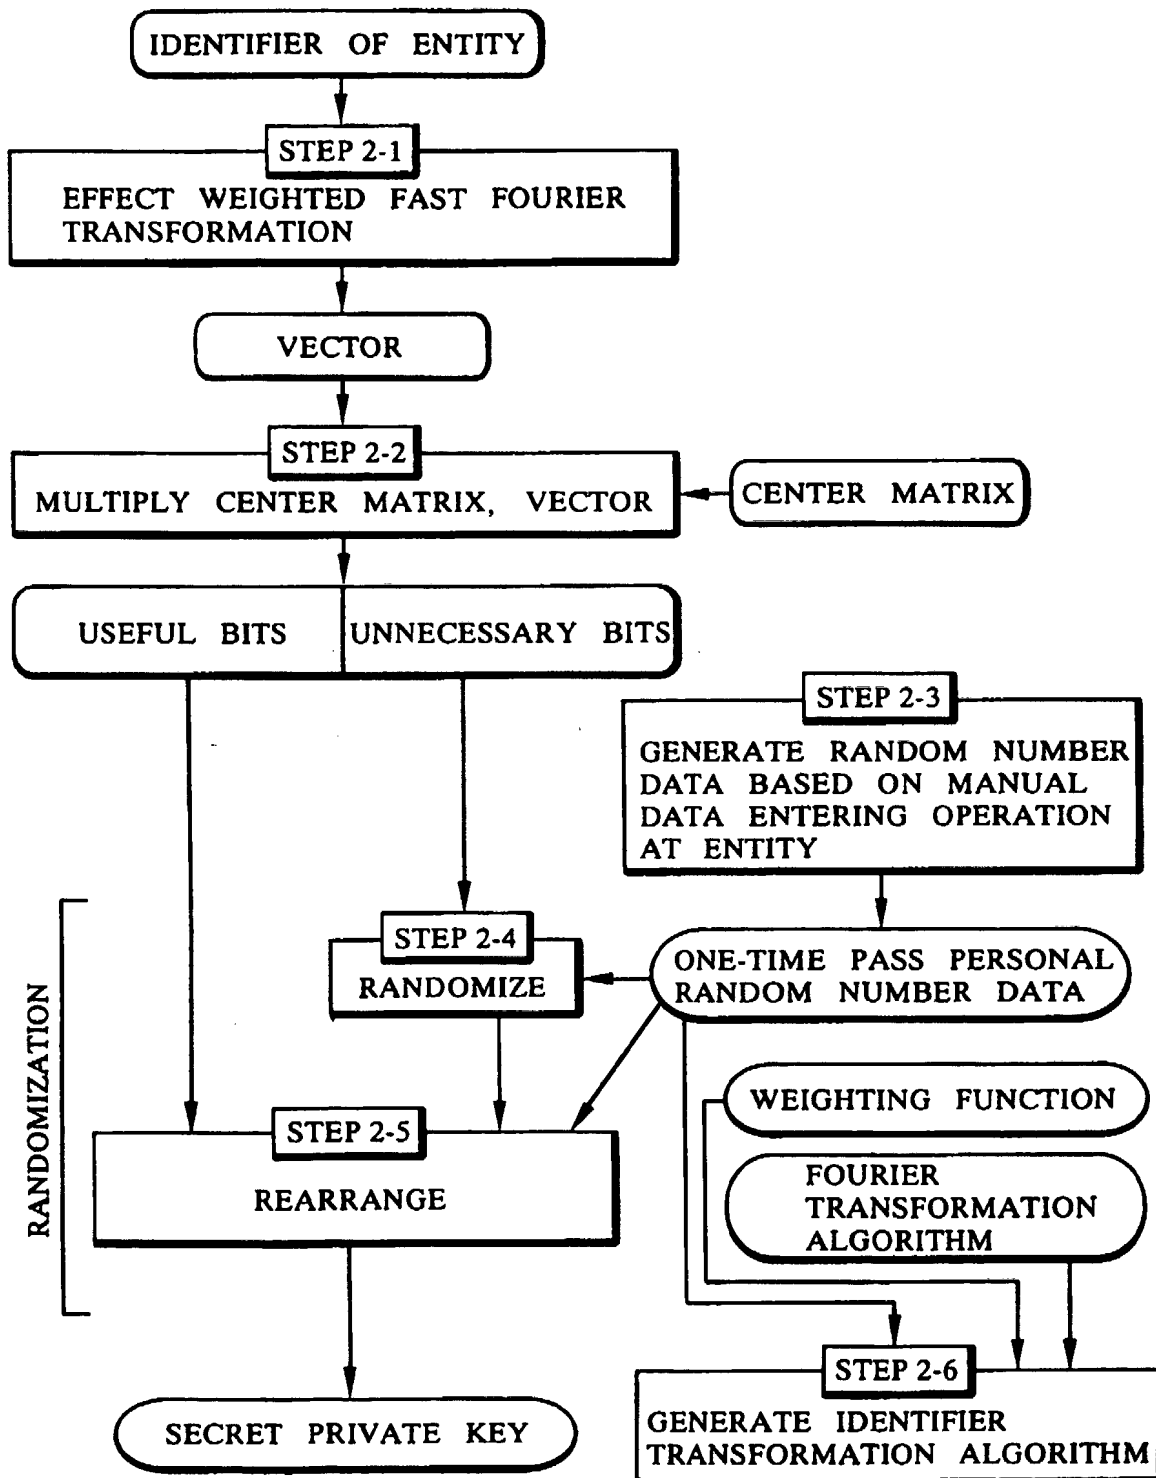 IDENTIFIER OF ENTITY
STEP 2-1
EFFECT WEIGHTED FAST FOURIER
TRANSFORMATION
VECTOR
STEP 2-2
MULTIPLY CENTER MATRIX, VECTOR
CENTER MATRIX
USEFUL BITS
UNNECESSARY BITS
STEP 2-3
GENERATE RANDOM NUMBER
DATA BASED ON MANUAL
DATA ENTERING OPERATION
AT ENTITY
STEP 2-4
RANDOMIZE
ONE-TIME PASS PERSONAL
RANDOM NUMBER DATA
RANDOMIZATION
WEIGHTING FUNCTION
STEP 2-5
REARRANGE
FOURIER
TRANSFORMATION
ALGORITHM
STEP 2-6
GENERATE IDENTIFIER
TRANSFORMATION ALGORITHM
SECRET PRIVATE KEY